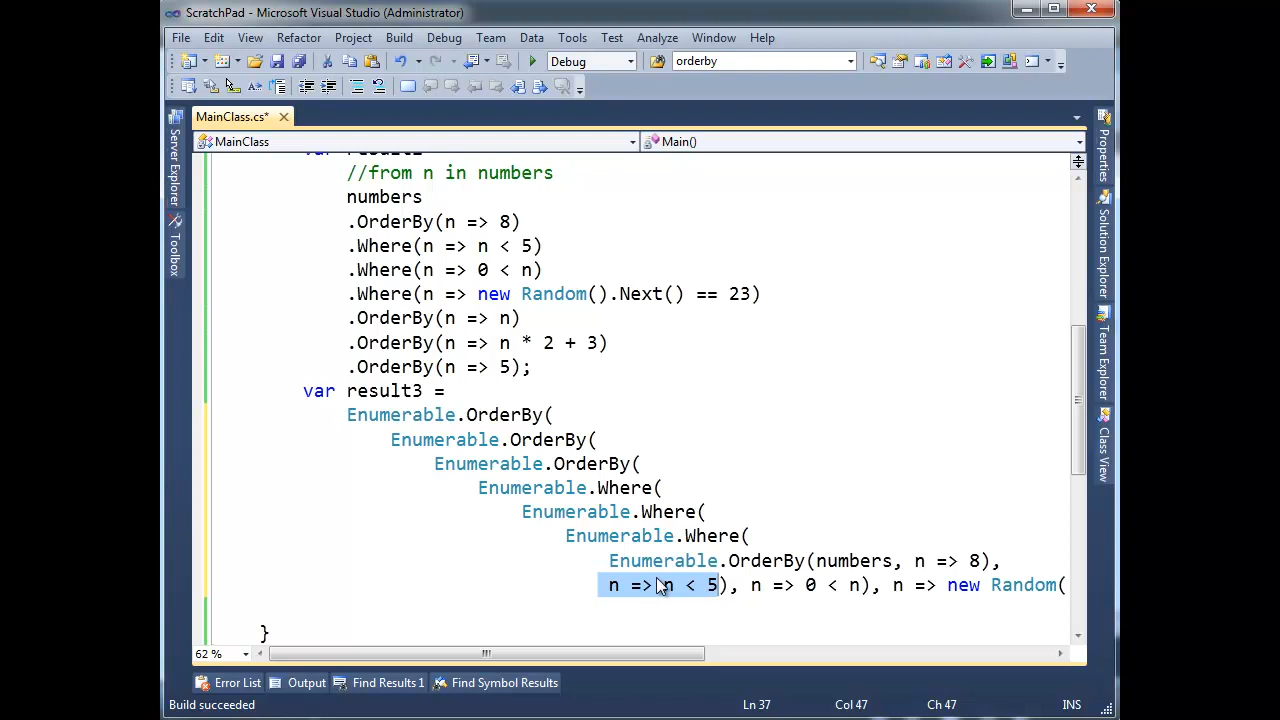 ScratchPad - Microsoft Visual Studio (Administrator)
File Edit View Refactor Project Build Debug Team Data Tools Test Analyze Window Help
Debug orderby
MainClass.cs*
MainClass Main()
Server Explorer
Toolbox
//from n in numbers
numbers
.OrderBy(n => 8)
.Where(n => n < 5)
.Where(n => 0 < n)
.Where(n => new Random().Next() == 23)
.OrderBy(n => n)
.OrderBy(n => n * 2 + 3)
.OrderBy(n => 5);
var result3 =
Enumerable.OrderBy(
Enumerable.OrderBy(
Enumerable.OrderBy(
Enumerable.Where(
Enumerable.Where(
Enumerable.Where(
Enumerable.OrderBy(numbers, n => 8),
n => n < 5), n => 0 < n), n => new Random(
}
Properties
Solution Explorer
Team Explorer
Class View
62 %
Error List Output Find Results 1 Find Symbol Results
Build succeeded Ln 37 Col 47 Ch 47 INS